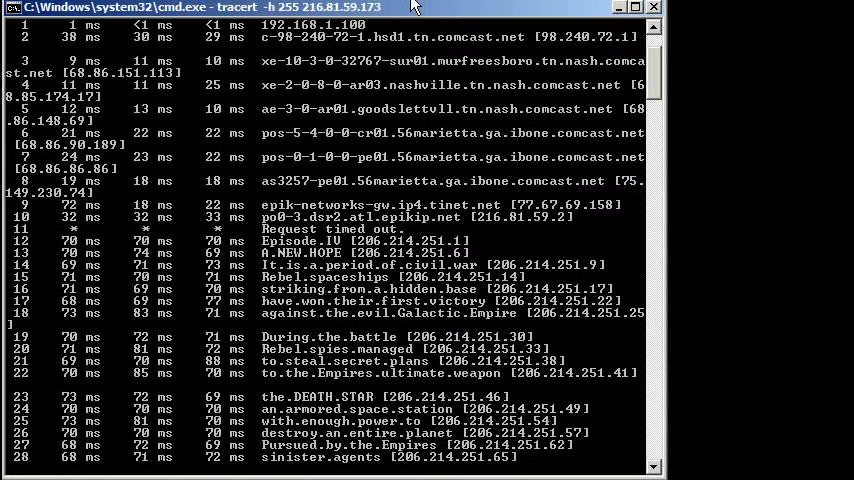 C:\Windows\system32\cmd.exe - tracert -h 255 216.81.59.173
1 1 ms <1 ms <1 ms 192.168.1.100
2 38 ms 30 ms 29 ms c-98-240-72-1.hsd1.tn.comcast.net [98.240.72.1]
3 9 ms 11 ms 10 ms xe-10-3-0-32767-sur01.murfreesboro.tn.nash.comca
st.net [68.86.151.113]
4 11 ms 11 ms 25 ms xe-2-0-8-0-ar03.nashville.tn.nash.comcast.net [6
8.85.174.17]
5 12 ms 13 ms 10 ms ae-3-0-ar01.goodslettvll.tn.nash.comcast.net [68
.86.148.69]
6 21 ms 22 ms 22 ms pos-5-4-0-0-cr01.56marietta.ga.ibone.comcast.net
[68.86.90.189]
7 24 ms 23 ms 22 ms pos-0-1-0-0-pe01.56marietta.ga.ibone.comcast.net
[68.86.86.86]
8 19 ms 18 ms 18 ms as3257-pe01.56marietta.ga.ibone.comcast.net [75.
149.230.74]
9 72 ms 18 ms 22 ms epik-networks-gw.ip4.tinet.net [77.67.69.158]
10 32 ms 32 ms 33 ms po0-3.dsr2.atl.epikip.net [216.81.59.2]
11 * * * Request timed out.
12 70 ms 70 ms 70 ms Episode.IV [206.214.251.1]
13 70 ms 74 ms 69 ms A.NEW.HOPE [206.214.251.6]
14 69 ms 71 ms 73 ms It.is.a.period.of.civil.war [206.214.251.9]
15 71 ms 70 ms 71 ms Rebel.spaceships [206.214.251.14]
16 71 ms 69 ms 70 ms striking.from.a.hidden.base [206.214.251.17]
17 68 ms 69 ms 77 ms have.won.their.first.victory [206.214.251.22]
18 73 ms 83 ms 71 ms against.the.evil.Galactic.Empire [206.214.251.25
]
19 70 ms 72 ms 71 ms During.the.battle [206.214.251.30]
20 71 ms 81 ms 72 ms Rebel.spies.managed [206.214.251.33]
21 69 ms 70 ms 88 ms to.steal.secret.plans [206.214.251.38]
22 70 ms 85 ms 70 ms to.the.Empires.ultimate.weapon [206.214.251.41]
23 73 ms 72 ms 69 ms the.DEATH.STAR [206.214.251.46]
24 70 ms 70 ms 70 ms an.armored.space.station [206.214.251.49]
25 73 ms 81 ms 70 ms with.enough.power.to [206.214.251.54]
26 70 ms 70 ms 70 ms destroy.an.entire.planet [206.214.251.57]
27 68 ms 72 ms 69 ms Pursued.by.the.Empires [206.214.251.62]
28 68 ms 71 ms 72 ms sinister.agents [206.214.251.65]